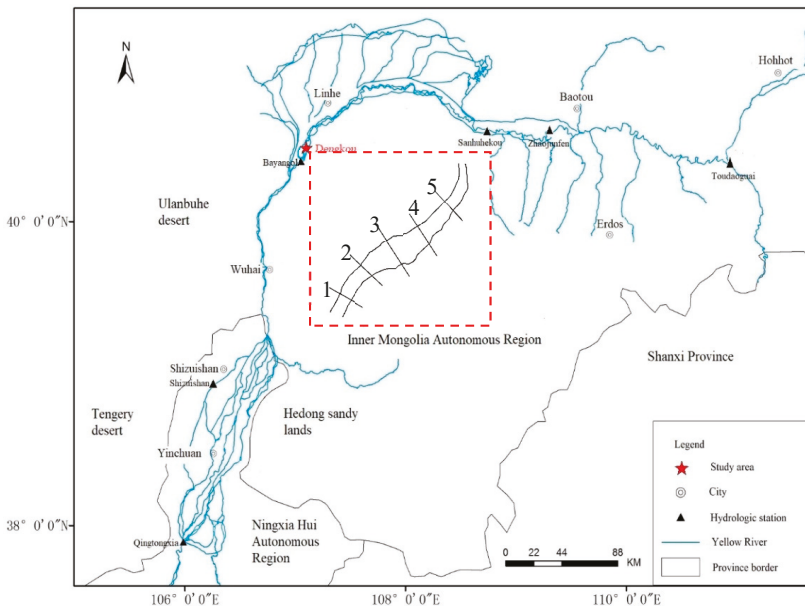 N
Hohhot
Linhe
Baotou
Dengkou
Sanhuhekou
Zhaojunfen
Bayangol
Toudaoguai
Ulanbuhe
desert
5
4
3
2
1
40° 0′0″N
Erdos
Wuhai
Inner Mongolia Autonomous Region
Shanxi Province
Shizuishan
Shizuishan
Tengery
desert
Hedong sandy
lands
Yinchuan
Legend
Study area
City
Hydrologic station
Yellow River
Province border
38° 0′0″N
Qingtongxia
Ningxia Hui
Autonomous
Region
0 22 44 88
KM
106° 0′0″E
108° 0′0″E
110° 0′0″E